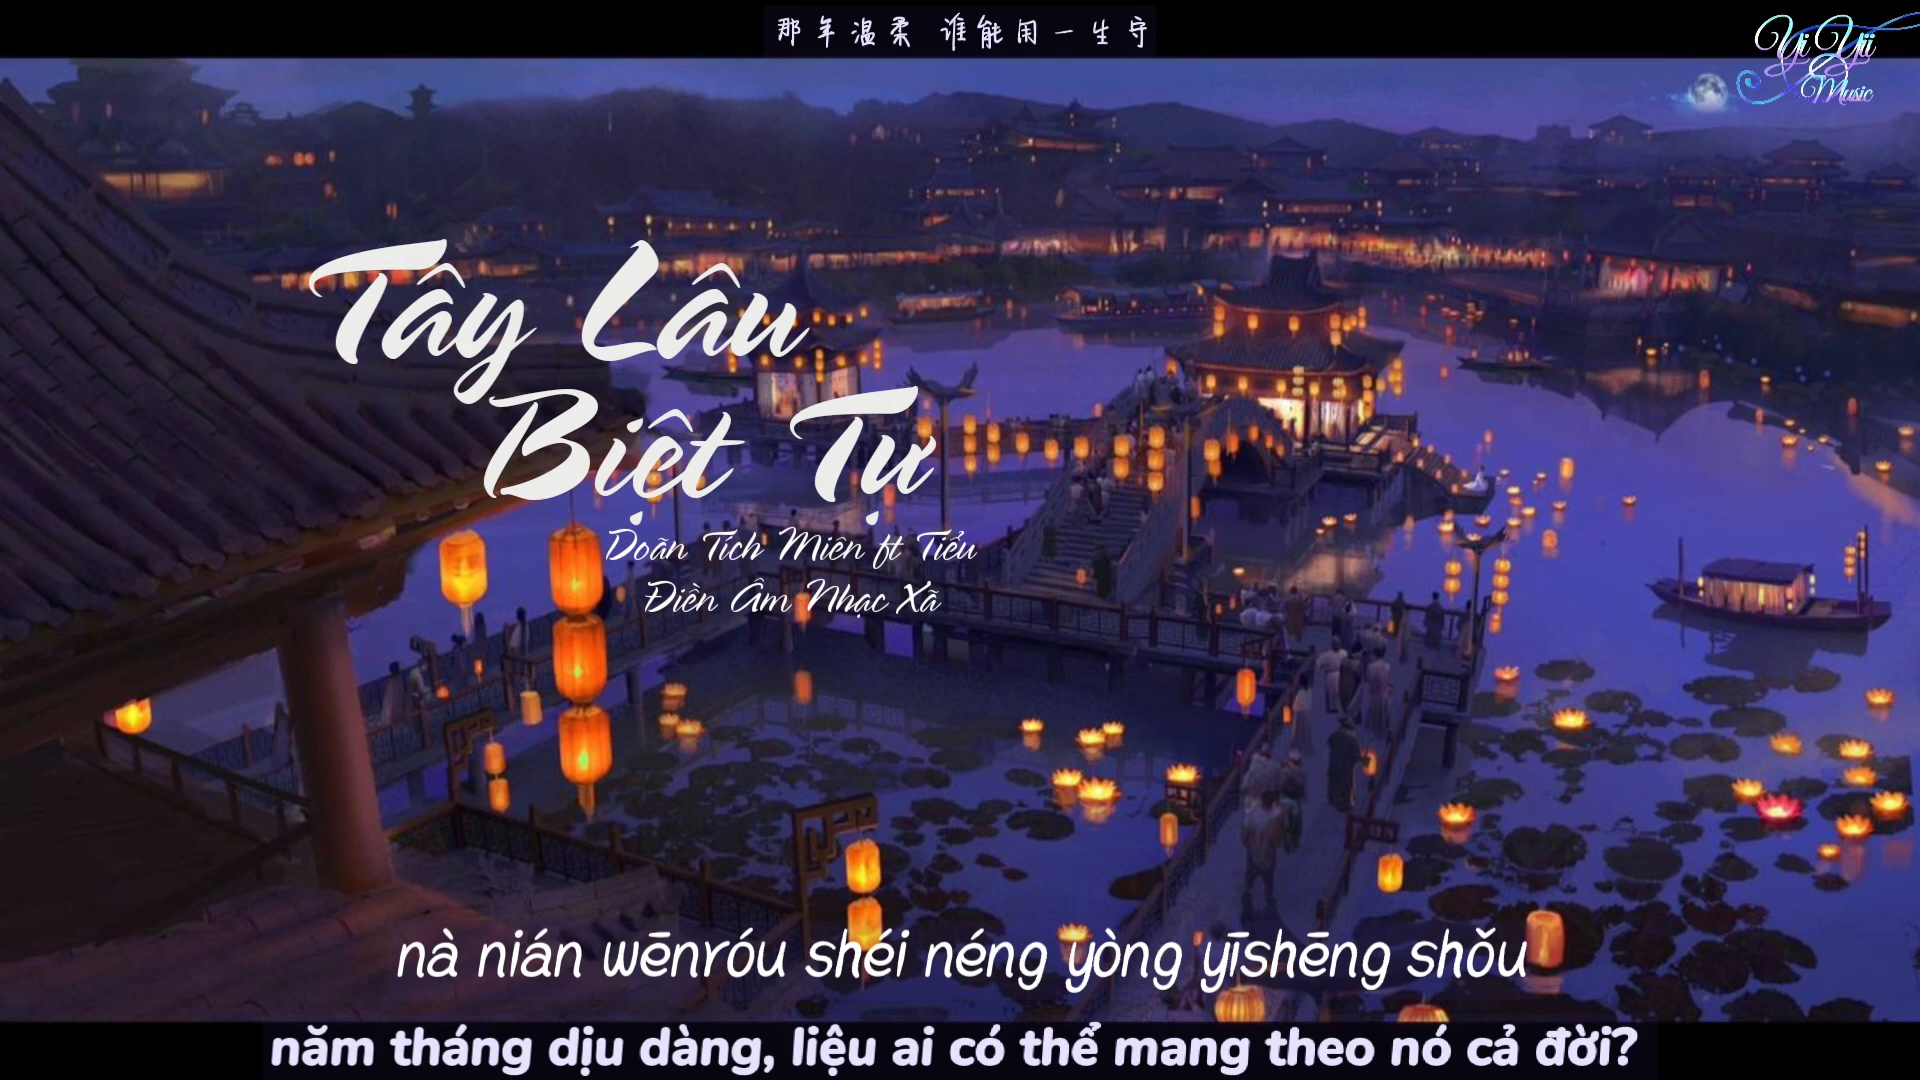 那年温柔 谁能用一生守
Yi Yii
Music
Tây Lâu
Biệt Tự
Doãn Tích Miên ft Tiểu
Điền Âm Nhạc Xã
nà nián wēnróu shéi néng yòng yīshēng shǒu
năm tháng dịu dàng, liệu ai có thể mang theo nó cả đời?